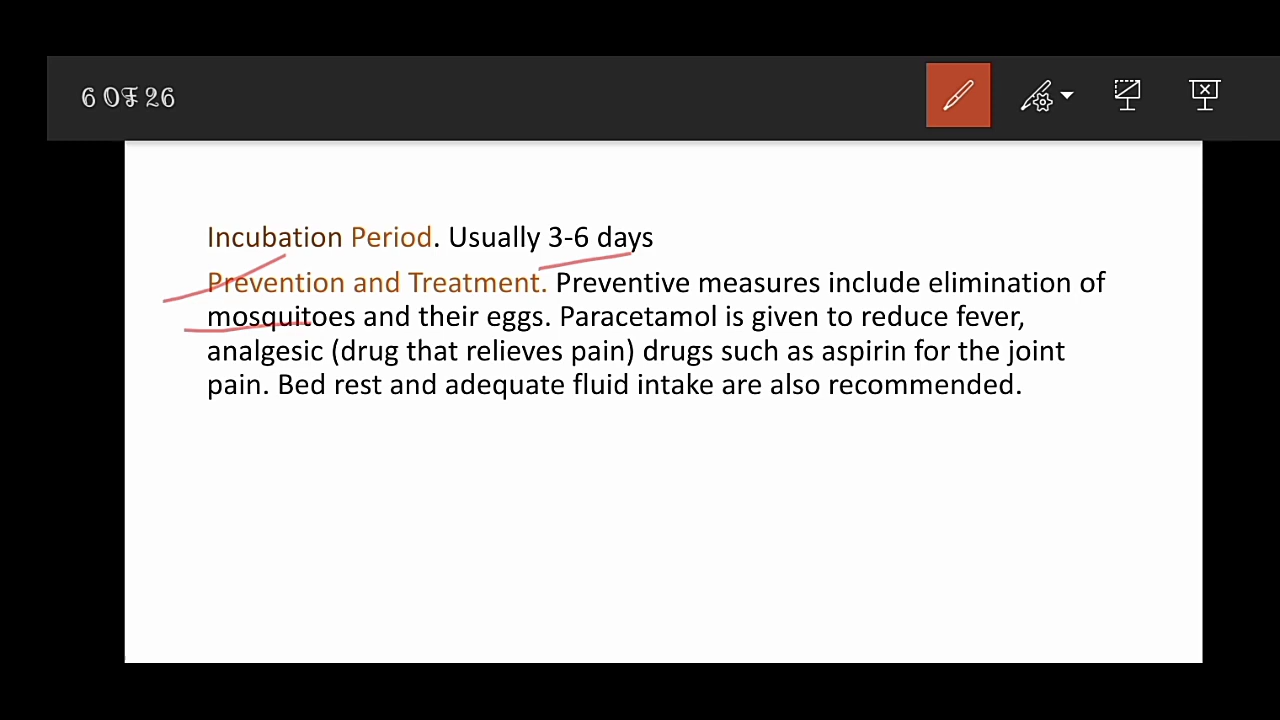 6 OF 26
Incubation Period. Usually 3-6 days
Prevention and Treatment. Preventive measures include elimination of
mosquitoes and their eggs. Paracetamol is given to reduce fever,
analgesic (drug that relieves pain) drugs such as aspirin for the joint
pain. Bed rest and adequate fluid intake are also recommended.